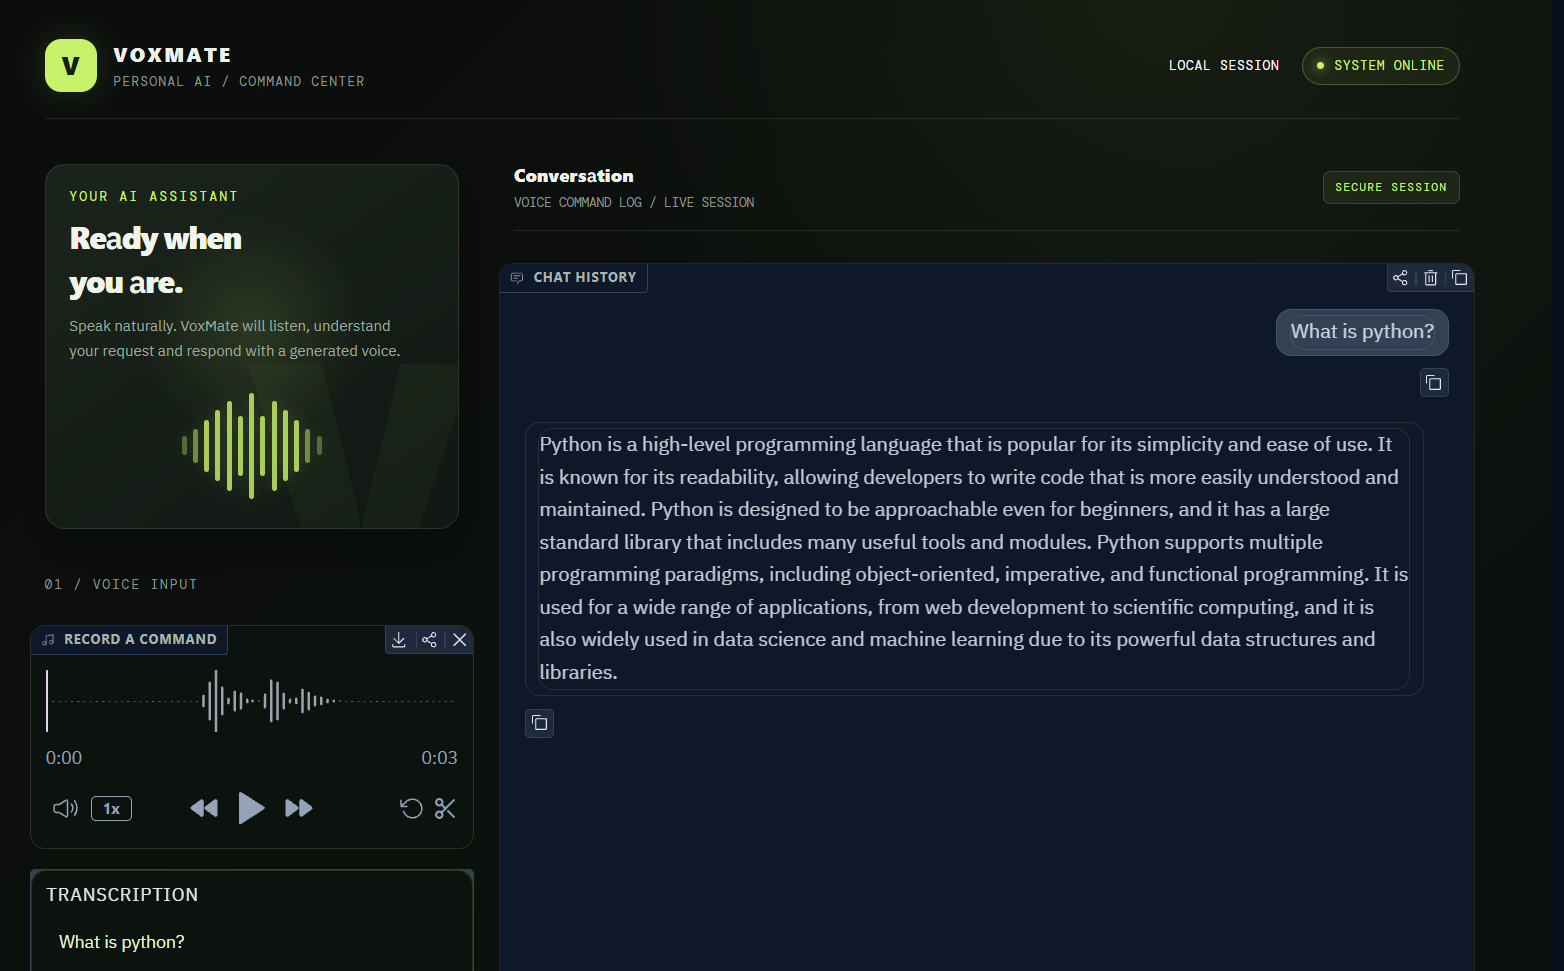 V
VOXMATE
PERSONAL AI / COMMAND CENTER
LOCAL SESSION
SYSTEM ONLINE
YOUR AI ASSISTANT
Ready when
you are.
Speak naturally. VoxMate will listen, understand
your request and respond with a generated voice.
V
01 / VOICE INPUT
RECORD A COMMAND
0:00
0:03
1x
TRANSCRIPTION
What is python?
Conversation
VOICE COMMAND LOG / LIVE SESSION
SECURE SESSION
CHAT HISTORY
What is python?
Python is a high-level programming language that is popular for its simplicity and ease of use. It
is known for its readability, allowing developers to write code that is more easily understood and
maintained. Python is designed to be approachable even for beginners, and it has a large
standard library that includes many useful tools and modules. Python supports multiple
programming paradigms, including object-oriented, imperative, and functional programming. It is
used for a wide range of applications, from web development to scientific computing, and it is
also widely used in data science and machine learning due to its powerful data structures and
libraries.